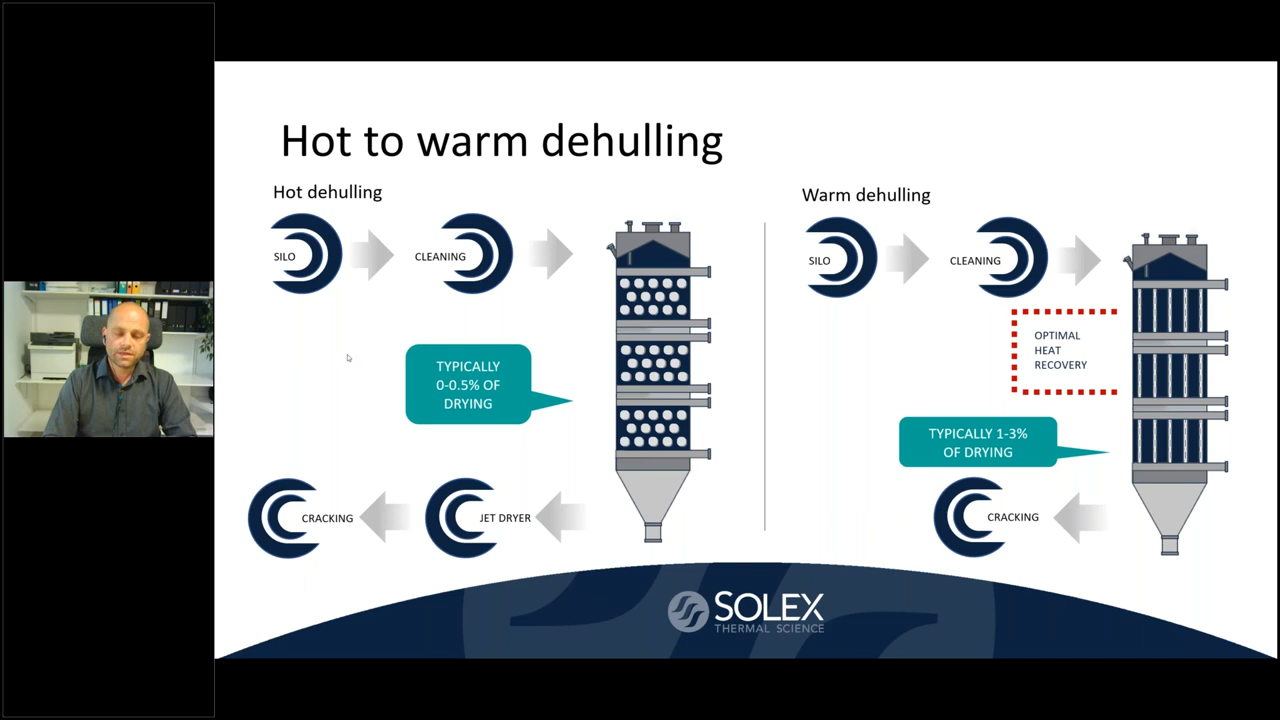 Hot to warm dehulling
Hot dehulling
SILO
CLEANING
TYPICALLY
0-0.5% OF
DRYING
CRACKING
JET DRYER
Warm dehulling
SILO
CLEANING
OPTIMAL
HEAT
RECOVERY
TYPICALLY 1-3%
OF DRYING
CRACKING
SOLEX
THERMAL SCIENCE